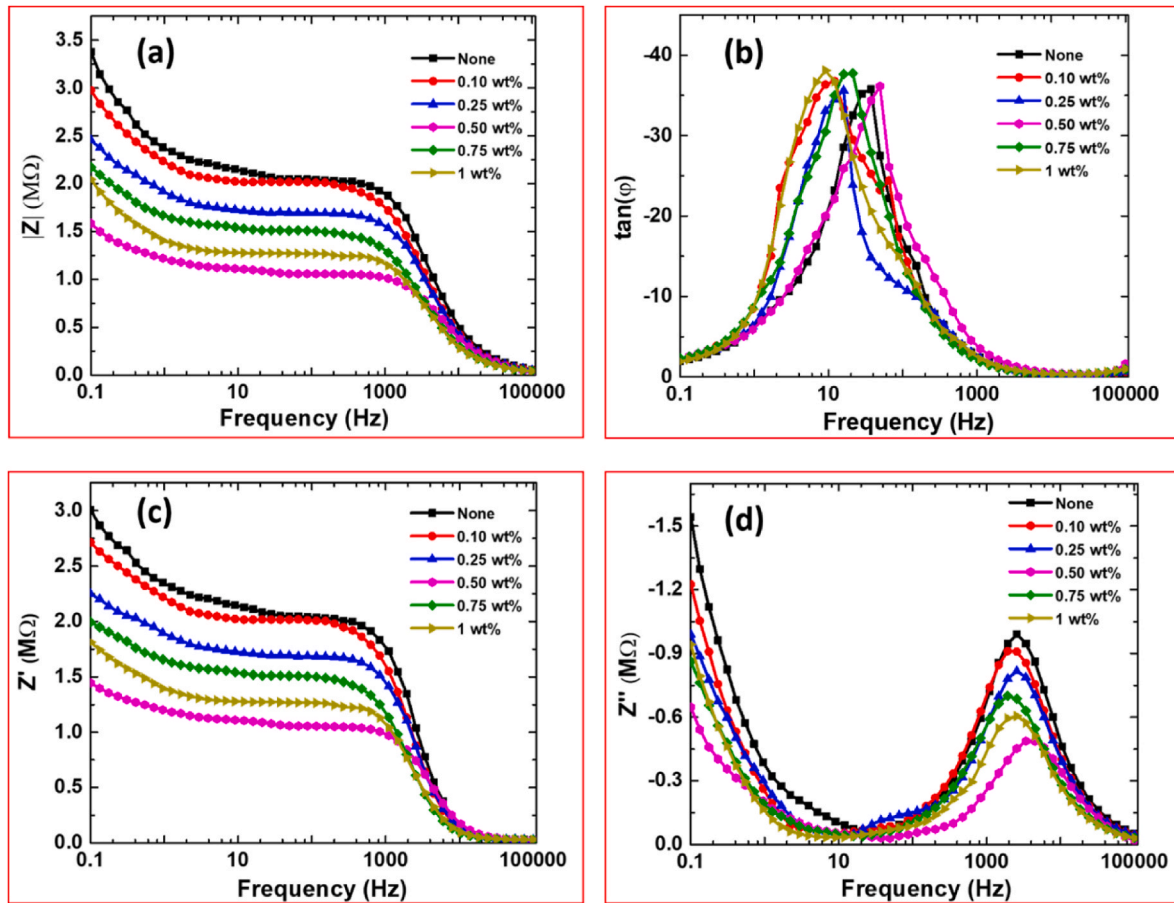 (a)
3.5
3.0
2.5
2.0
1.5
1.0
0.5
0.0
|Z| (MΩ)
None
0.10 wt%
0.25 wt%
0.50 wt%
0.75 wt%
1 wt%
0.1
10
1000
100000
Frequency (Hz)
(b)
-40
-30
-20
-10
0
tan(φ)
None
0.10 wt%
0.25 wt%
0.50 wt%
0.75 wt%
1 wt%
0.1
10
1000
100000
Frequency (Hz)
(c)
3.0
2.5
2.0
1.5
1.0
0.5
0.0
Z' (MΩ)
None
0.10 wt%
0.25 wt%
0.50 wt%
0.75 wt%
1 wt%
0.1
10
1000
100000
Frequency (Hz)
(d)
-1.5
-1.2
-0.9
-0.6
-0.3
0.0
Z'' (MΩ)
None
0.10 wt%
0.25 wt%
0.50 wt%
0.75 wt%
1 wt%
0.1
10
1000
100000
Frequency (Hz)